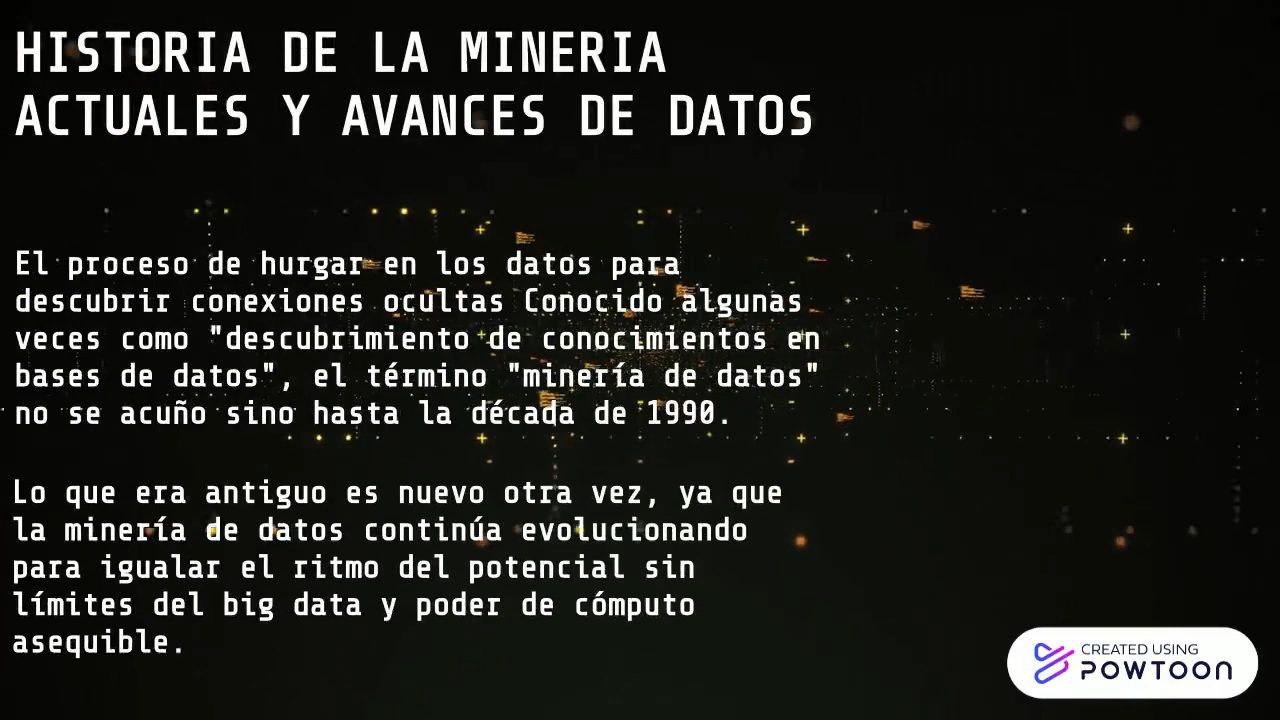 HISTORIA DE LA MINERIA
ACTUALES Y AVANCES DE DATOS
El proceso de hurgar en los datos para
descubrir conexiones ocultas Conocido algunas
veces como "descubrimiento de conocimientos en
bases de datos", el término "minería de datos"
no se acuño sino hasta la década de 1990.
Lo que era antiguo es nuevo otra vez, ya que
la minería de datos continúa evolucionando
para igualar el ritmo del potencial sin
límites del big data y poder de cómputo
asequible.
CREATED USING
POWTOON